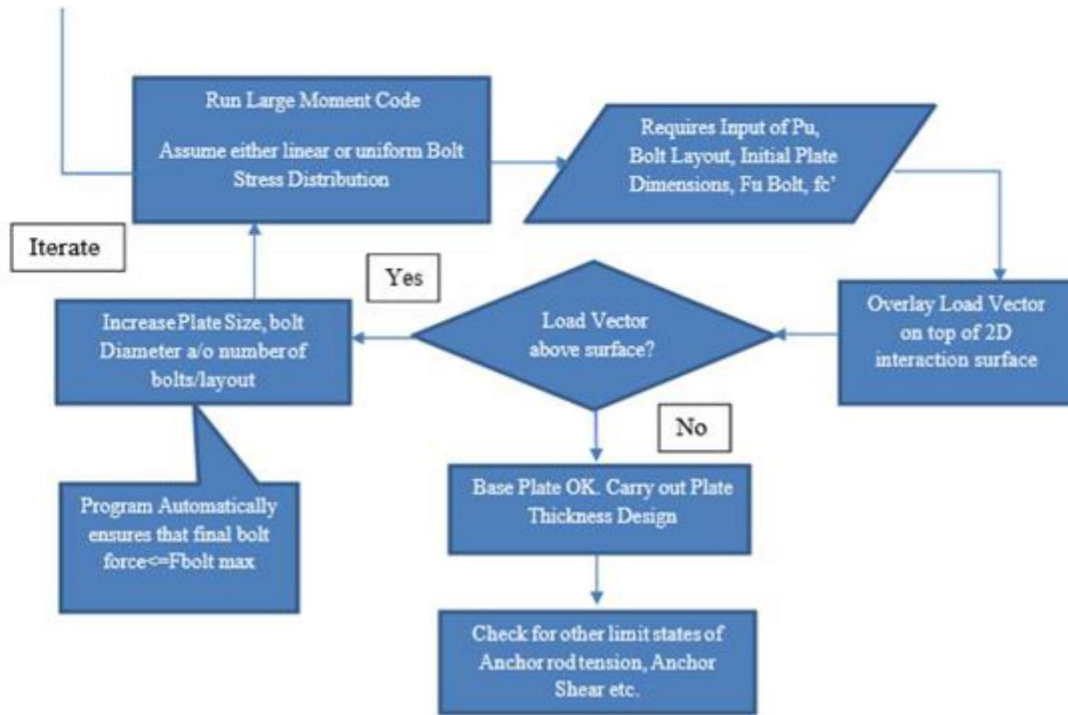 Run Large Moment Code
Assume either linear or uniform Bolt
Stress Distribution
Requires Input of Pu,
Bolt Layout, Initial Plate
Dimensions, Fu Bolt, fc’
Iterate
Yes
Increase Plate Size, bolt
Diameter a/o number of
bolts/layout
Load Vector
above surface?
Overlay Load Vector
on top of 2D
interaction surface
No
Program Automatically
ensures that final bolt
force<=Fbolt max
Base Plate OK. Carry out Plate
Thickness Design
Check for other limit states of
Anchor rod tension, Anchor
Shear etc.